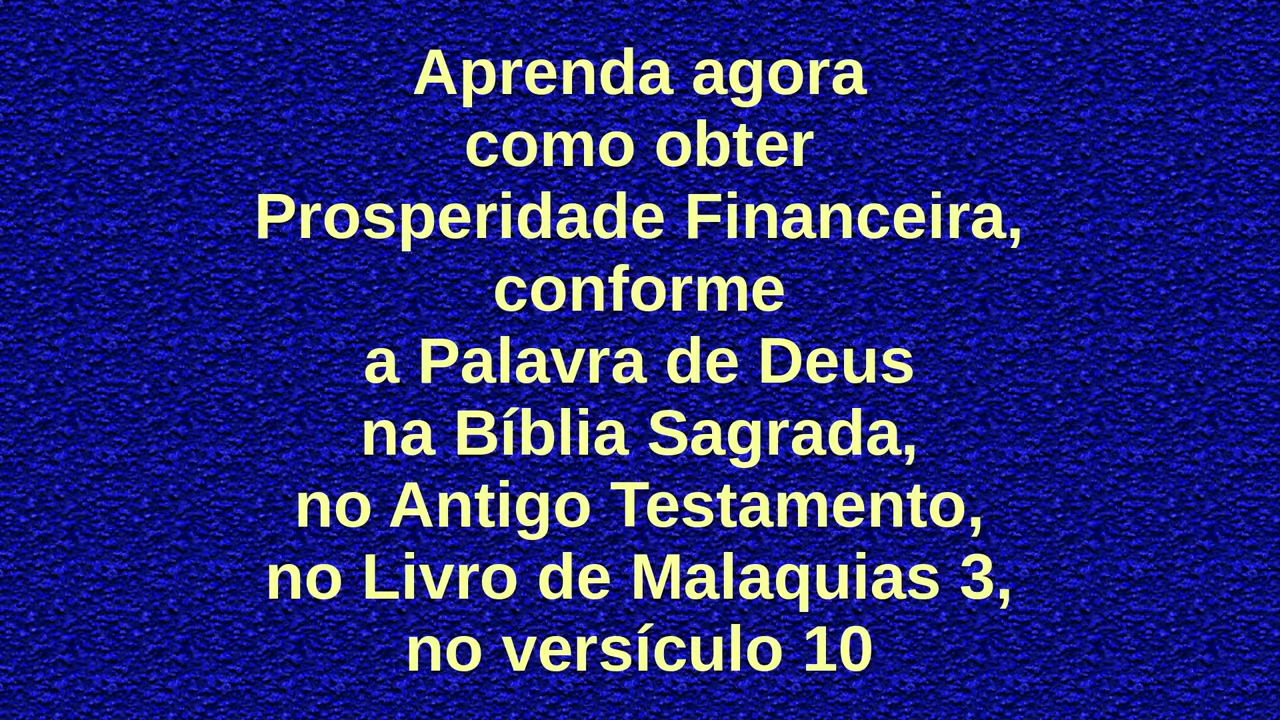 Aprenda agora
como obter
Prosperidade Financeira,
conforme
a Palavra de Deus
na Bíblia Sagrada,
no Antigo Testamento,
no Livro de Malaquias 3,
no versículo 10